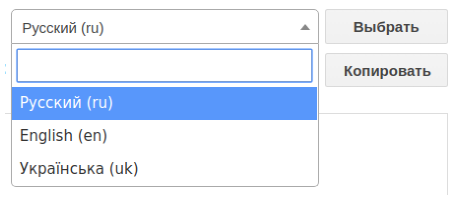 Русский (ru)
Выбрать
Копировать
Русский (ru)
English (en)
Українська (uk)